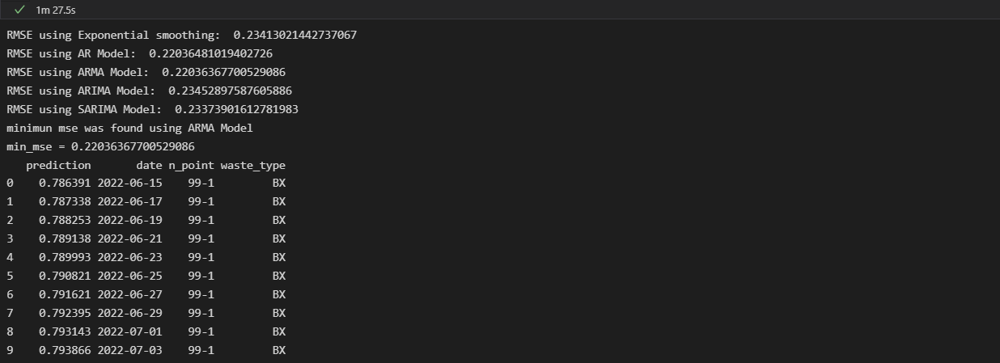 1m 27.5s
RMSE using Exponential smoothing:  0.23413021442737067
RMSE using AR Model:  0.22036481019402726
RMSE using ARMA Model:  0.22036367700529086
RMSE using ARIMA Model:  0.23452897587605886
RMSE using SARIMA Model:  0.23373901612781983
minimun mse was found using ARMA Model
min_mse = 0.22036367700529086
   prediction       date n_point waste_type
0    0.786391 2022-06-15    99-1         BX
1    0.787338 2022-06-17    99-1         BX
2    0.788253 2022-06-19    99-1         BX
3    0.789138 2022-06-21    99-1         BX
4    0.789993 2022-06-23    99-1         BX
5    0.790821 2022-06-25    99-1         BX
6    0.791621 2022-06-27    99-1         BX
7    0.792395 2022-06-29    99-1         BX
8    0.793143 2022-07-01    99-1         BX
9    0.793866 2022-07-03    99-1         BX